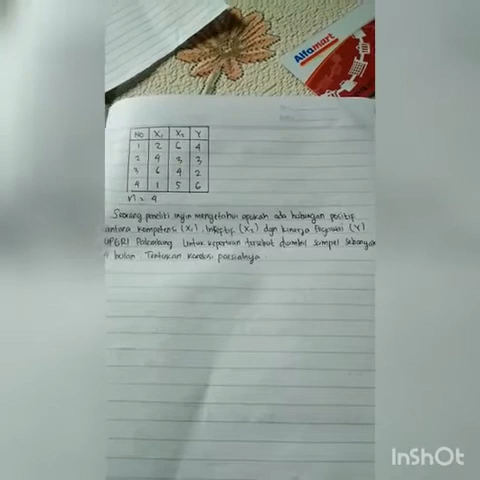 Alfamart
NO X1 X2 Y
1 2 6 4
2 4 3 3
3 6 4 2
4 1 5 6
n = 4
Seorang peneliti ingin mengetahui apakah ada hubungan positif
antara kompetensi (X1), Insentif (X2) dgn kinerja Pegawai (Y)
UPGRI Palembang. Untuk keperluan tersebut diambil sampel sebanyak
4 bulan. Tentukan korelasi parsialnya.
InShOt